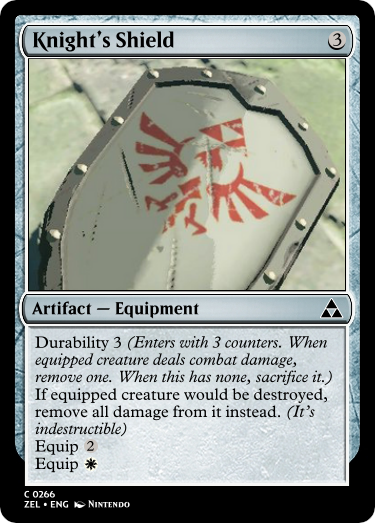 Knight's Shield 3
Artifact — Equipment
Durability 3 (Enters with 3 counters. When
equipped creature deals combat damage,
remove one. When this has none, sacrifice it.)
If equipped creature would be destroyed,
remove all damage from it instead. (It's
indestructible)
Equip 2
Equip
C 0266
ZEL • ENG Nintendo